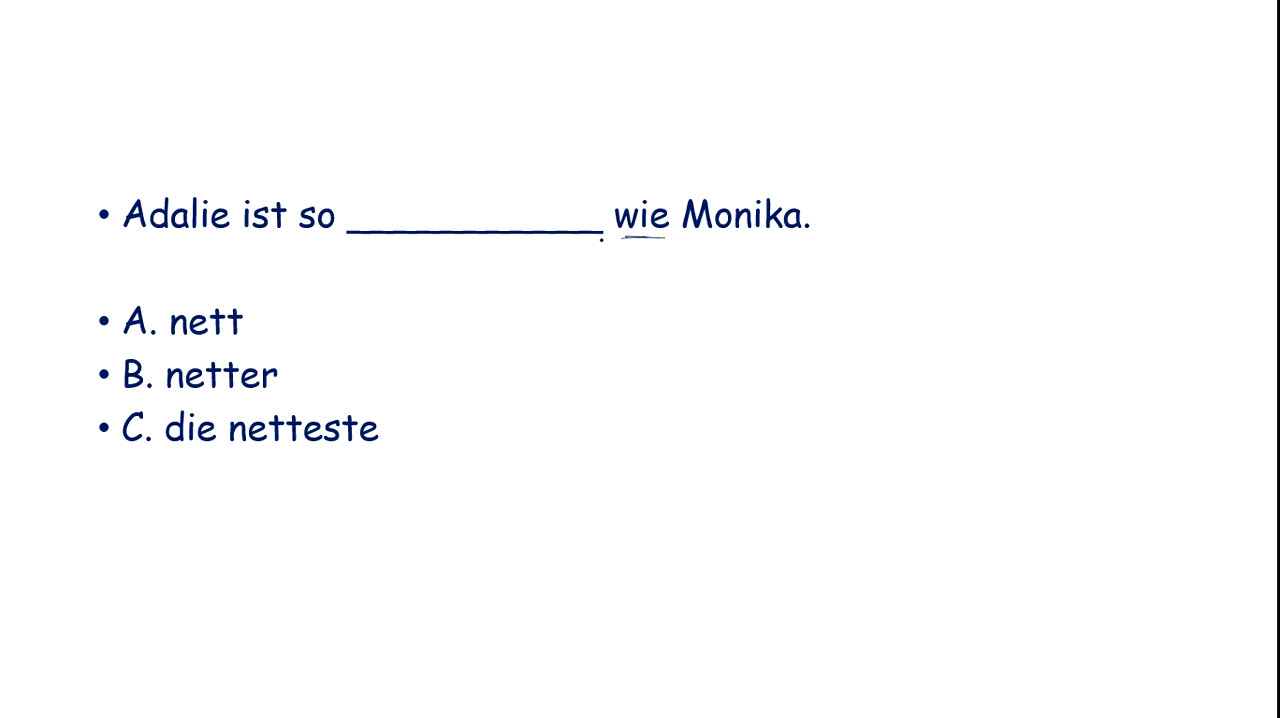 • Adalie ist so ___________ wie Monika.
• A. nett
• B. netter
• C. die netteste